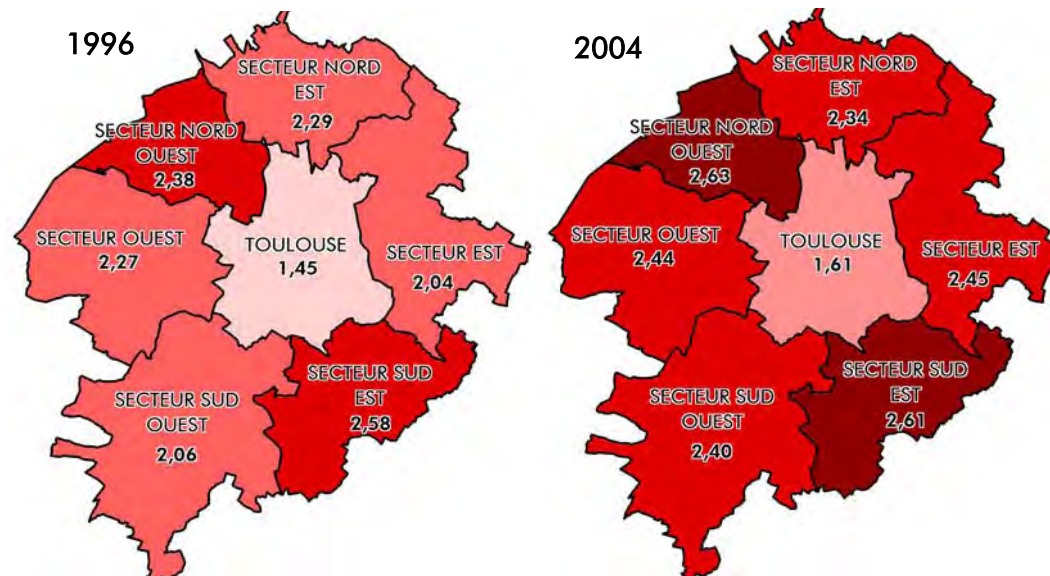 1996
SECTEUR NORD
EST
2,29
SECTEUR NORD
OUEST
2,38
SECTEUR OUEST
2,27
TOULOUSE
1,45
SECTEUR EST
2,04
SECTEUR SUD
EST
2,58
SECTEUR SUD
OUEST
2,06
2004
SECTEUR NORD
EST
2,34
SECTEUR NORD
OUEST
2,63
SECTEUR OUEST
2,44
TOULOUSE
1,61
SECTEUR EST
2,45
SECTEUR SUD
EST
2,61
SECTEUR SUD
OUEST
2,40